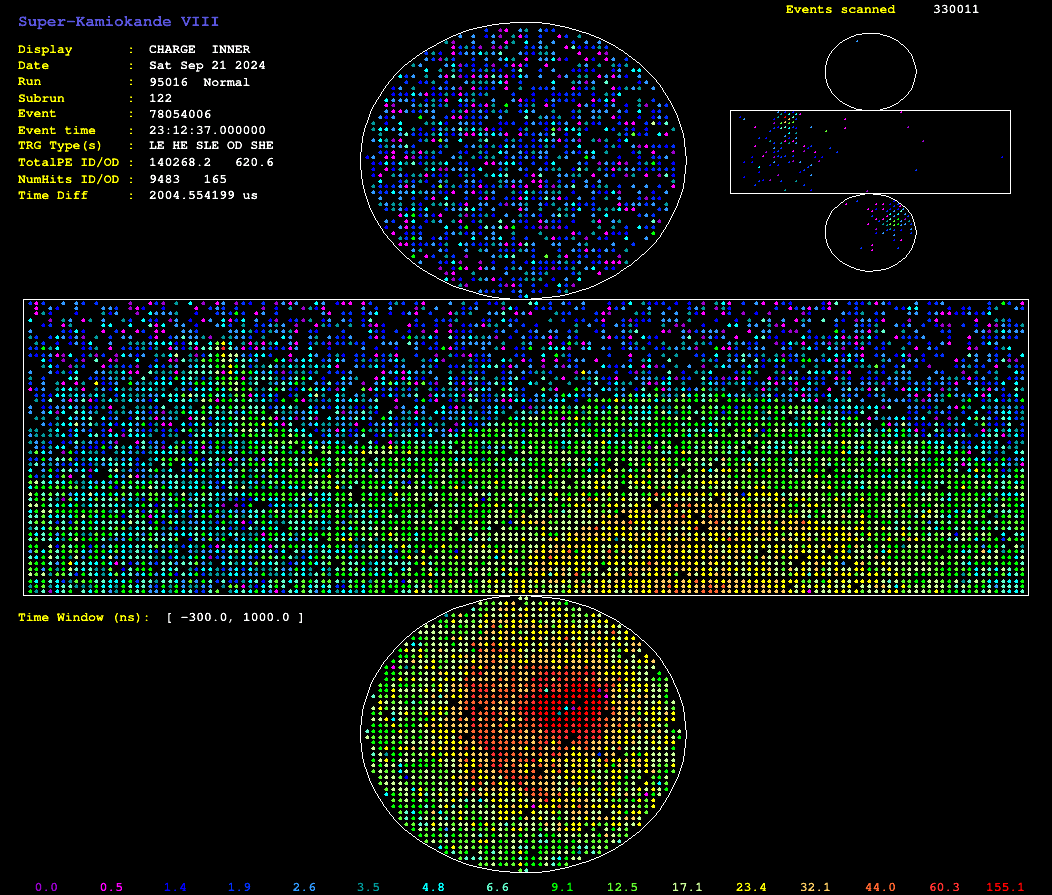 Super-Kamiokande VIII
Events scanned 330011
Display : CHARGE INNER
Date : Sat Sep 21 2024
Run : 95016 Normal
Subrun : 122
Event : 78054006
Event time : 23:12:37.000000
TRG Type(s) : LE HE SLE OD SHE
TotalPE ID/OD : 140268.2 620.6
NumHits ID/OD : 9483 165
Time Diff : 2004.554199 us
Time Window (ns): [ -300.0, 1000.0 ]
0.0 0.5 1.4 1.9 2.6 3.5 4.8 6.6 9.1 12.5 17.1 23.4 32.1 44.0 60.3 155.1